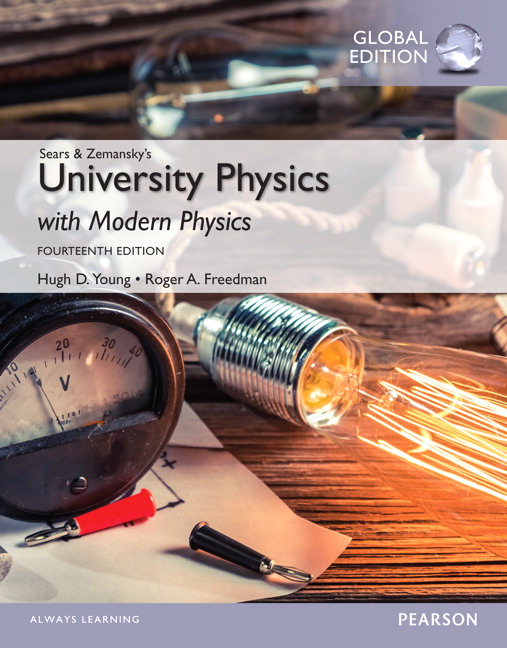 GLOBAL
EDITION
Sears & Zemansky's
University Physics
with Modern Physics
FOURTEENTH EDITION
Hugh D. Young • Roger A. Freedman
10 20 30 40
V
+
ALWAYS LEARNING
PEARSON